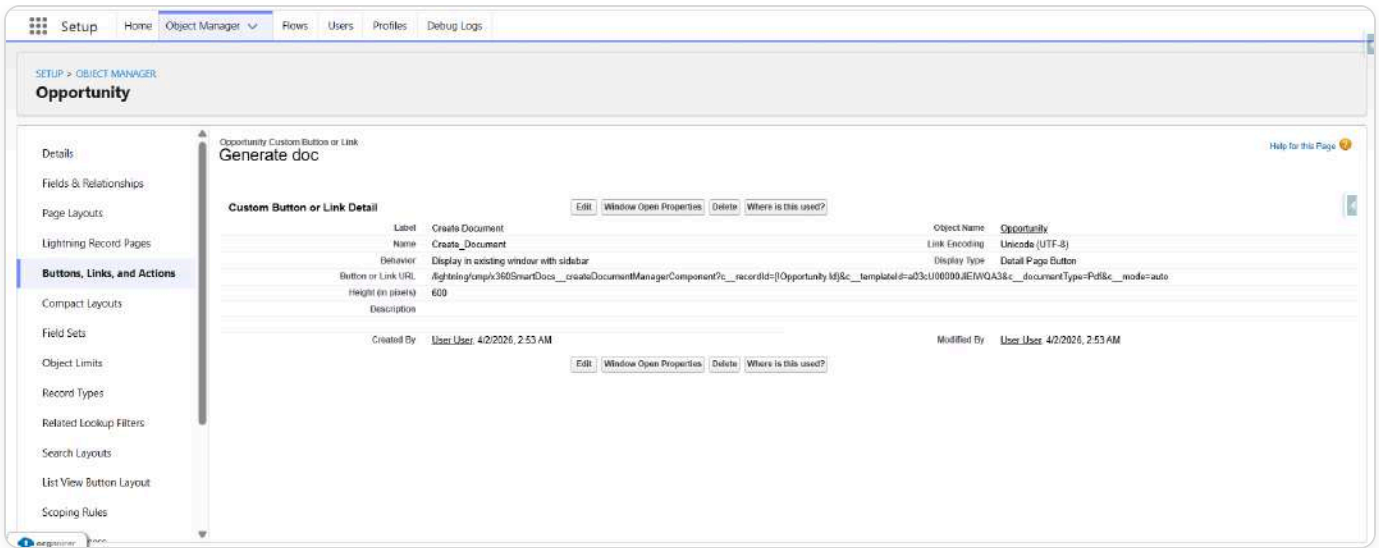 Setup Home Object Manager Flows Users Profiles Debug Logs
SETUP > OBJECT MANAGER
Opportunity
Details
Fields & Relationships
Page Layouts
Lightning Record Pages
Buttons, Links, and Actions
Compact Layouts
Field Sets
Object Limits
Record Types
Related Lookup Filters
Search Layouts
List View Button Layout
Scoping Rules
Opportunity Custom Button or Link
Generate doc
Help for this Page
Custom Button or Link Detail Edit Window Open Properties Delete Where is this used?
Label Create Document Object Name Opportunity
Name Create_Document Link Encoding Unicode (UTF-8)
Behavior Display in existing window with sidebar Display Type Detail Page Button
Button or Link URL /lightning/cmp/x360SmartDocs__createDocumentManagerComponent?c__recordId={!Opportunity.Id}&c__templateId=a03cU00000JIEIWQA3&c__documentType=Pdf&c__mode=auto
Height (in pixels) 600
Description
Created By User User, 4/2/2026, 2:53 AM Modified By User User, 4/2/2026, 2:53 AM
Edit Window Open Properties Delete Where is this used?